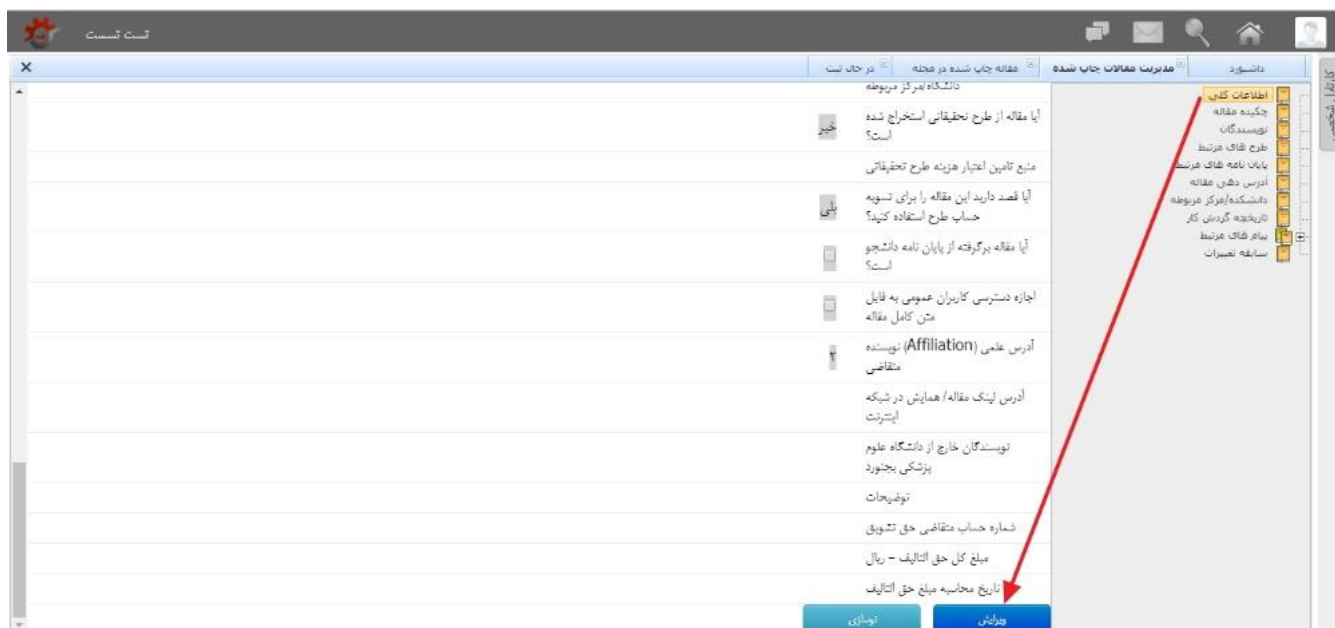 تست تسست
داشبورد
مدیریت مقالات چاپ شده
مقاله چاپ شده در مجله
در حال ثبت
کارتابل شخصی
اطلاعات کلی
چکیده مقاله
نویسندگان
طرح های مرتبط
پایان نامه های مرتبط
آدرس دهی مقاله
دانشکده/مرکز مربوطه
تاریخچه گردش کار
پیام های مرتبط
سابقه تغییرات
دانشگاه/مرکز مربوطه
آیا مقاله از طرح تحقیقاتی استخراج شده
است؟
خیر
منبع تامین اعتبار هزینه طرح تحقیقاتی
آیا قصد دارید این مقاله را برای تسویه
حساب طرح استفاده کنید؟
بلی
آیا مقاله برگرفته از پایان نامه دانشجو
است؟
اجازه دسترسی کاربران عمومی به فایل
متن کامل مقاله
آدرس علمی (Affiliation) نویسنده
متقاضی
۲
آدرس لینک مقاله/ همایش در شبکه
اینترنت
نویسندگان خارج از دانشگاه علوم
پزشکی بجنورد
توضیحات
شماره حساب متقاضی حق تشویق
مبلغ کل حق التالیف – ریال
تاریخ محاسبه مبلغ حق التالیف
ویرایش
نوسازی